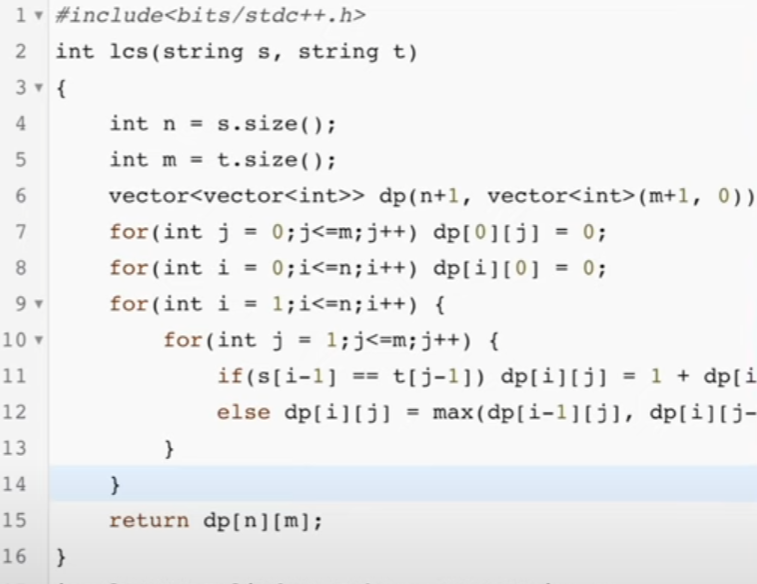 1 #include<bits/stdc++.h>
2 int lcs(string s, string t)
3 {
4 int n = s.size();
5 int m = t.size();
6 vector<vector<int>> dp(n+1, vector<int>(m+1, 0))
7 for(int j = 0;j<=m;j++) dp[0][j] = 0;
8 for(int i = 0;i<=n;i++) dp[i][0] = 0;
9 for(int i = 1;i<=n;i++) {
10 for(int j = 1;j<=m;j++) {
11 if(s[i-1] == t[j-1]) dp[i][j] = 1 + dp[i
12 else dp[i][j] = max(dp[i-1][j], dp[i][j-
13 }
14 }
15 return dp[n][m];
16 }